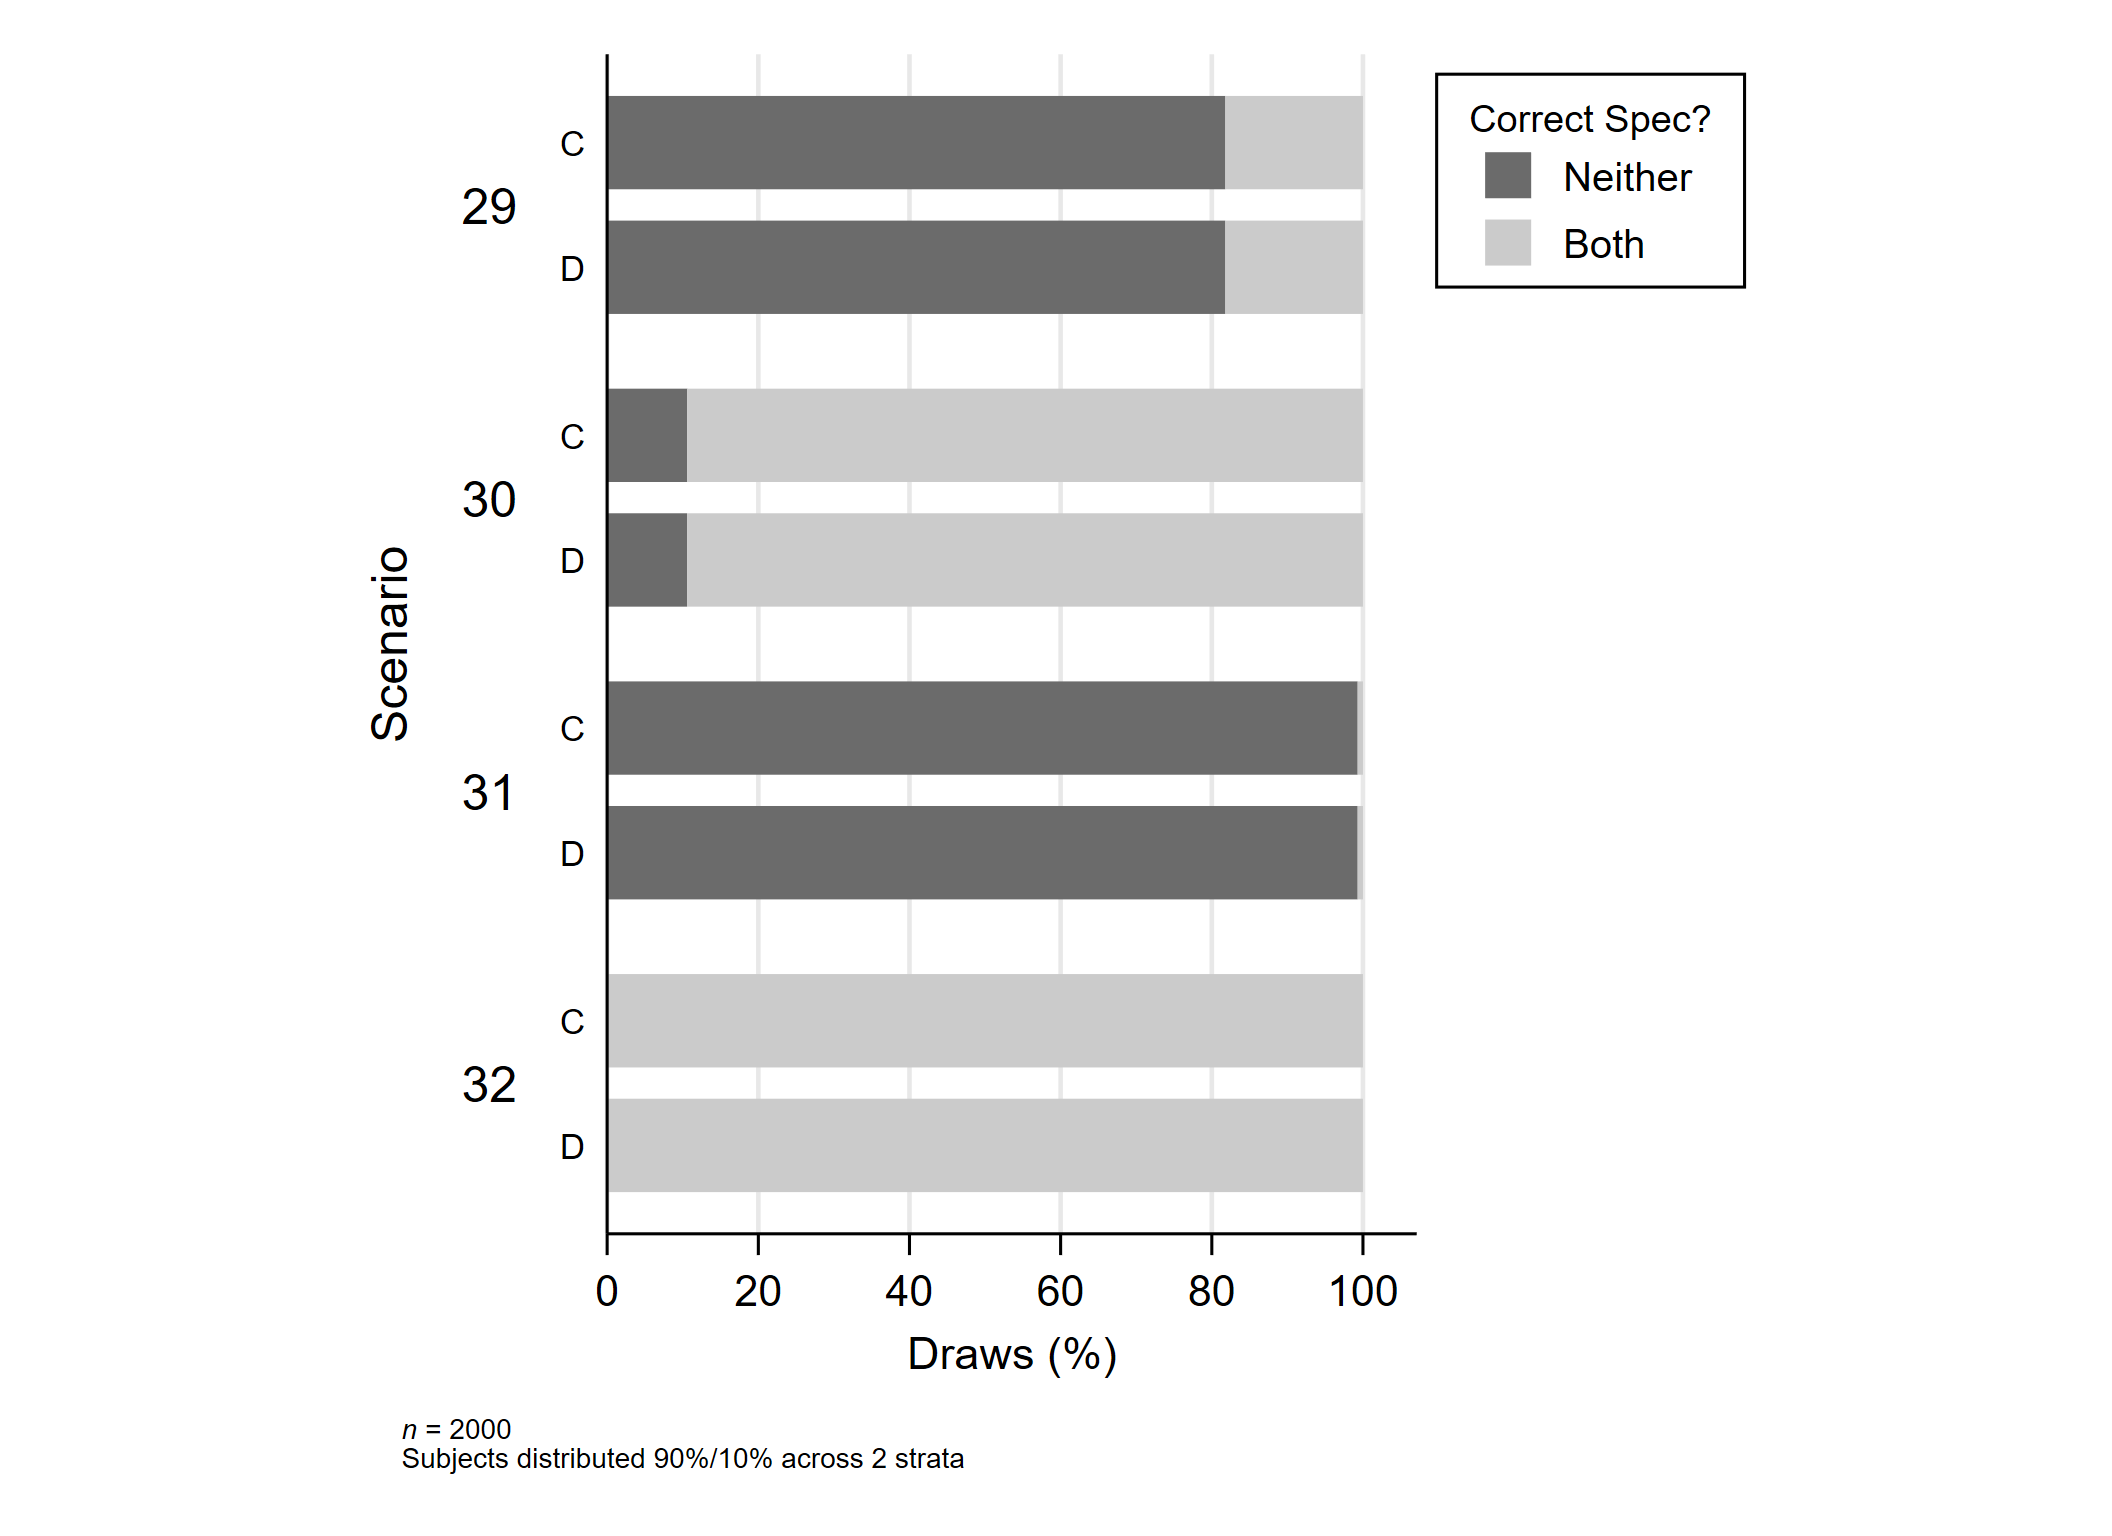 Correct Spec?
Neither
Both
Scenario
29
C
D
30
C
D
31
C
D
32
C
D
0 20 40 60 80 100
Draws (%)
n = 2000
Subjects distributed 90%/10% across 2 strata